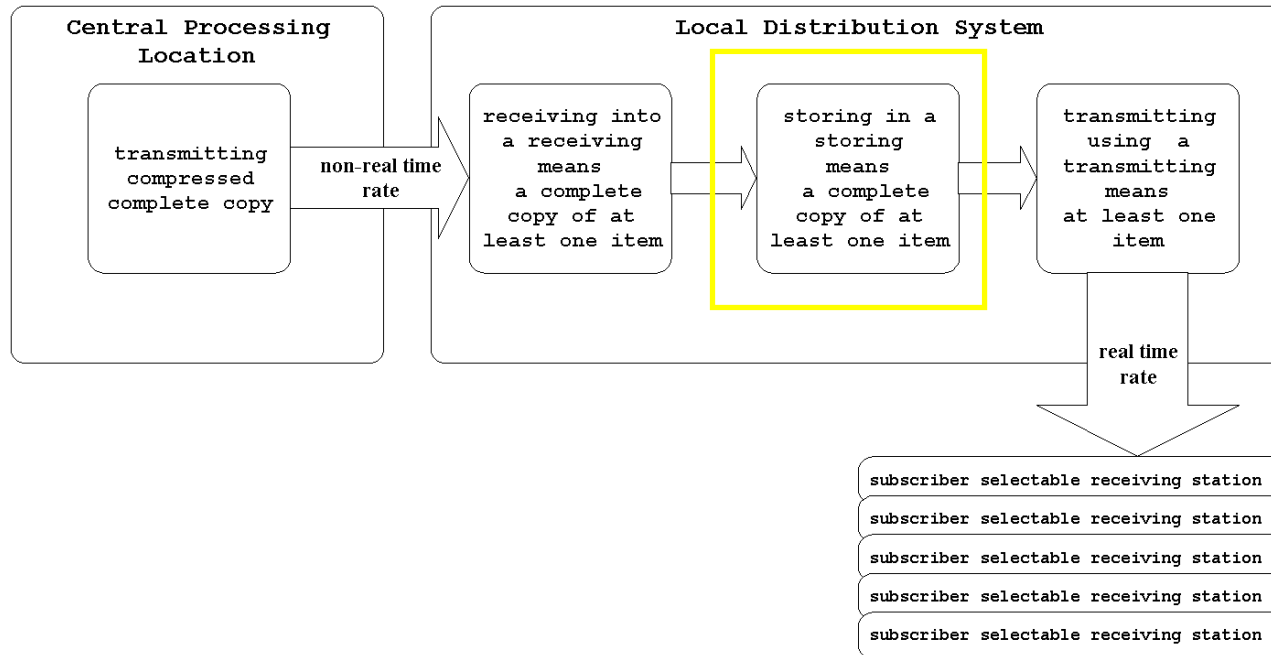 Central Processing
Location
transmitting
compressed
complete copy
non-real time
rate
Local Distribution System
receiving into
a receiving
means
a complete
copy of at
least one item
storing in a
storing
means
a complete
copy of at
least one item
transmitting
using a
transmitting
means
at least one
item
real time
rate
subscriber selectable receiving station
subscriber selectable receiving station
subscriber selectable receiving station
subscriber selectable receiving station
subscriber selectable receiving station